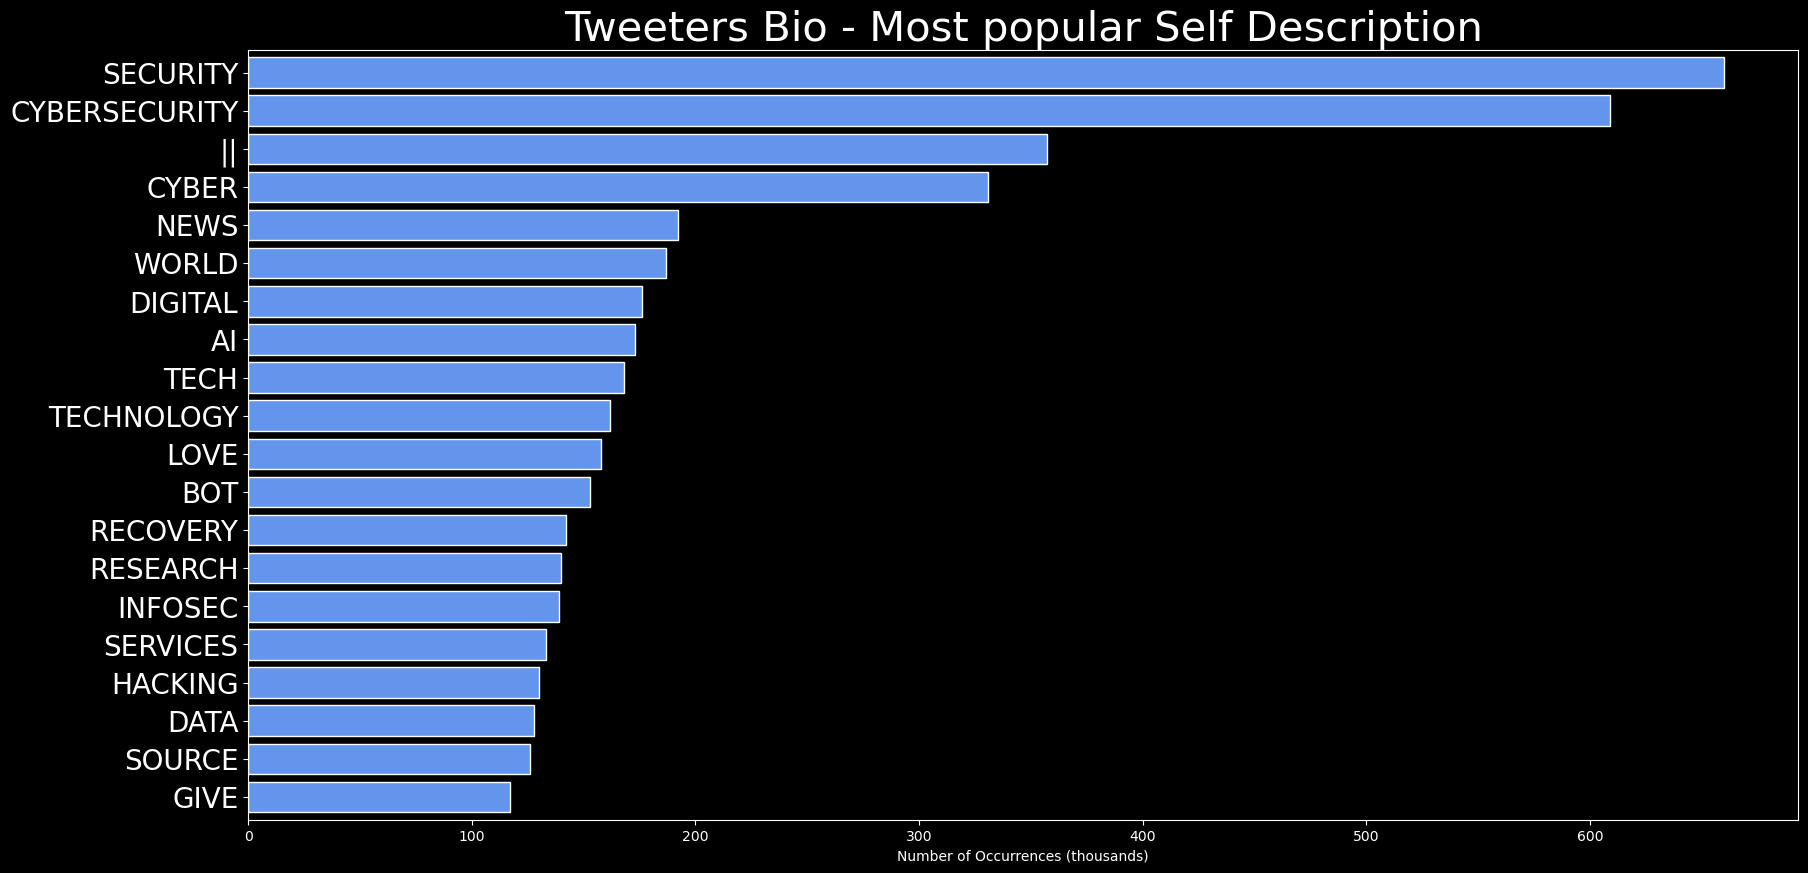 Tweeters Bio - Most popular Self Description
SECURITY
CYBERSECURITY
||
CYBER
NEWS
WORLD
DIGITAL
AI
TECH
TECHNOLOGY
LOVE
BOT
RECOVERY
RESEARCH
INFOSEC
SERVICES
HACKING
DATA
SOURCE
GIVE
0 100 200 300 400 500 600
Number of Occurrences (thousands)